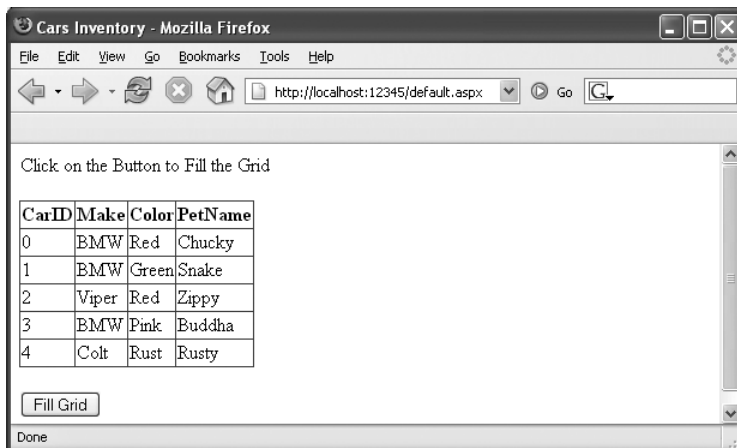 Cars Inventory - Mozilla Firefox
File Edit View Go Bookmarks Tools Help
http://localhost:12345/default.aspx Go G
Click on the Button to Fill the Grid
CarID Make Color PetName
0 BMW Red Chucky
1 BMW Green Snake
2 Viper Red Zippy
3 BMW Pink Buddha
4 Colt Rust Rusty
Fill Grid
Done